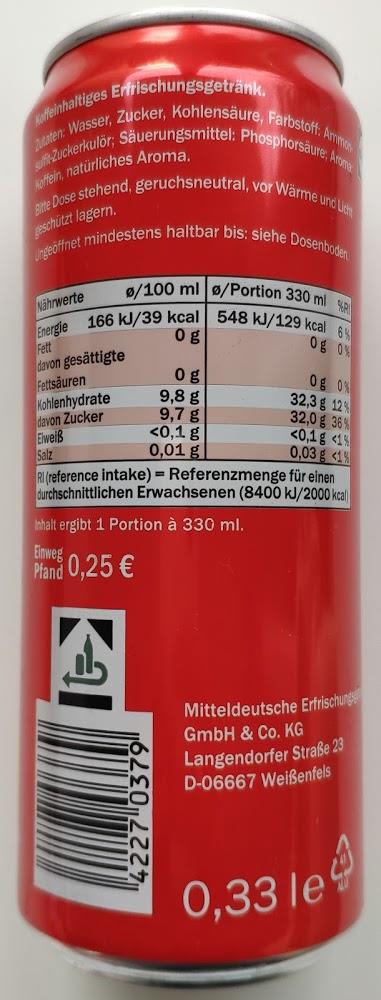 Koffeinhaltiges Erfrischungsgetränk.
Zutaten: Wasser, Zucker, Kohlensäure, Farbstoff: Ammon
sulfit-Zuckerkulör; Säuerungsmittel: Phosphorsäure; Aroma
Koffein, natürliches Aroma.
Bitte Dose stehend, geruchsneutral, vor Wärme und Licht
geschützt lagern.
Ungeöffnet mindestens haltbar bis: siehe Dosenboden.
Nährwerte ø/100 ml ø/Portion 330 ml %RI
Energie 166 kJ/39 kcal 548 kJ/129 kcal 6%
Fett 0 g 0 g 0%
davon gesättigte
Fettsäuren 0 g 0 g 0%
Kohlenhydrate 9,8 g 32,3 g 12%
davon Zucker 9,7 g 32,0 g 36%
Eiweiß <0,1 g <0,1 g <1%
Salz 0,01 g 0,03 g <1%
RI (reference intake) = Referenzmenge für einen
durchschnittlichen Erwachsenen (8400 kJ/2000 kcal)
Inhalt ergibt 1 Portion à 330 ml.
Einweg
Pfand 0,25 €
Mitteldeutsche Erfrischungsge
GmbH & Co. KG
Langendorfer Straße 23
D-06667 Weißenfels
4227 0379
0,33 l e
41
ALU